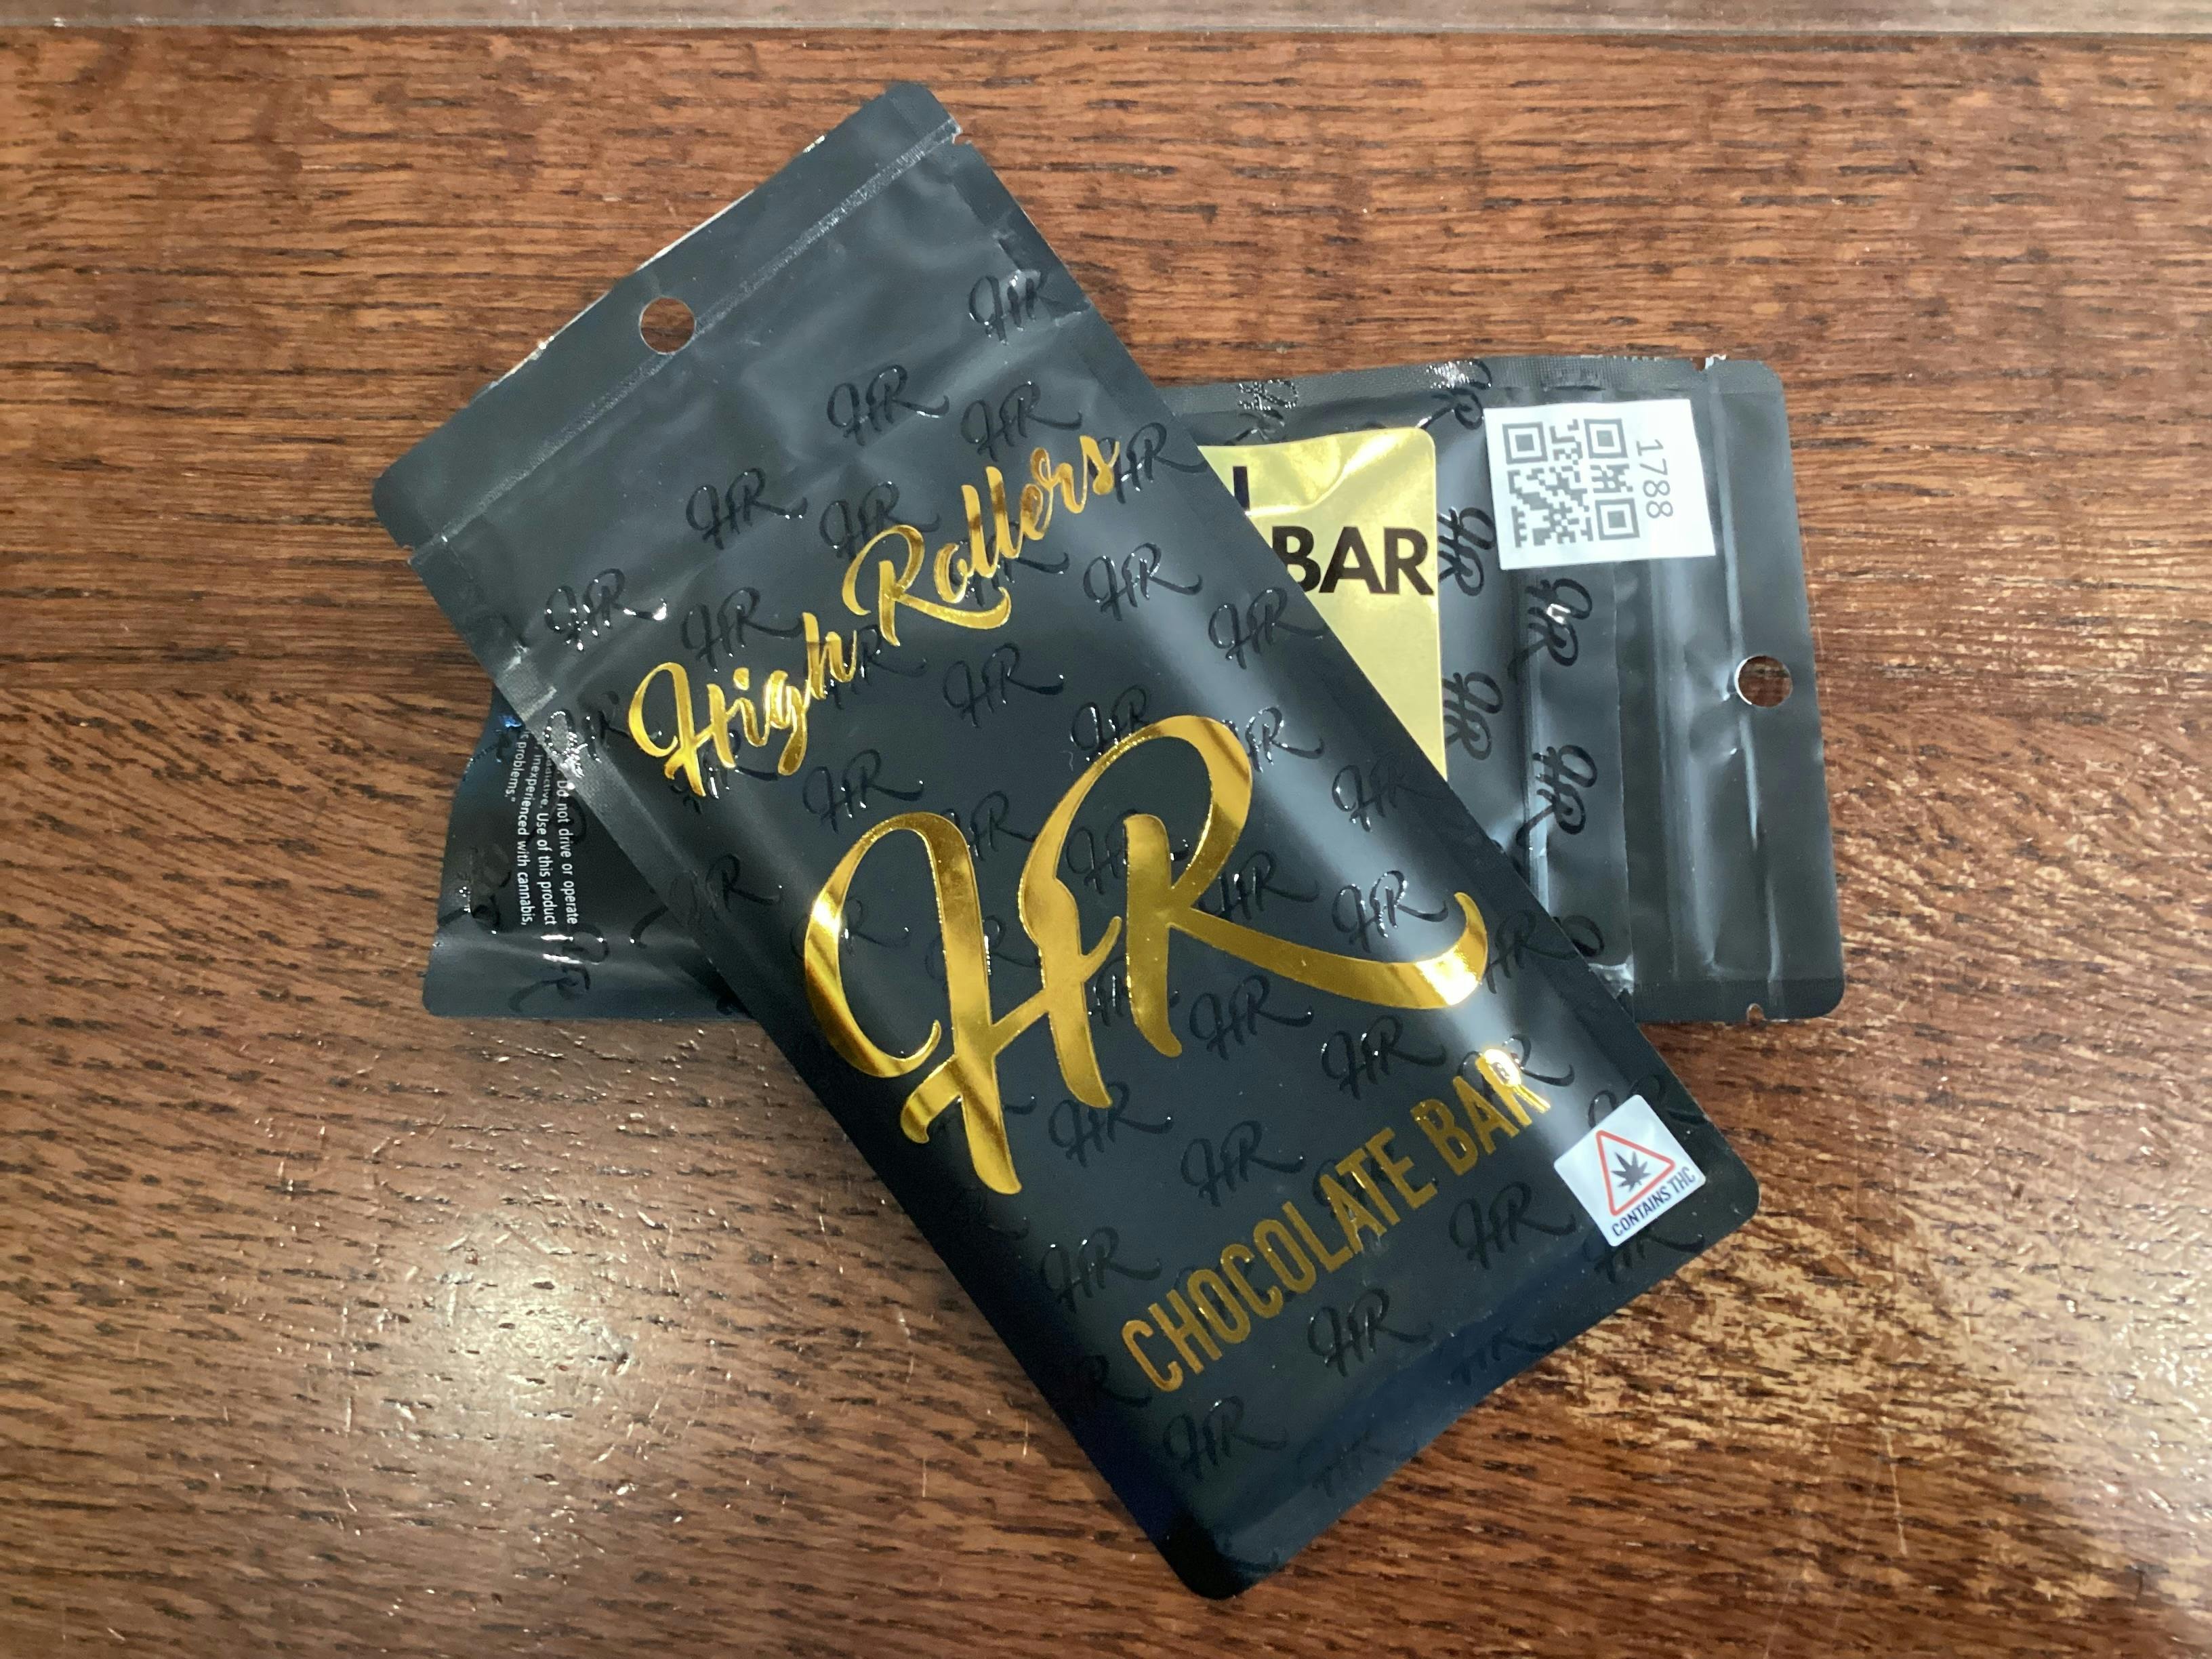 High Rollers
HR
CHOCOLATE BAR
CONTAINS THC
BAR
1788
Do not drive or operate
Use of this product
inexperienced with cannabis,
problems."